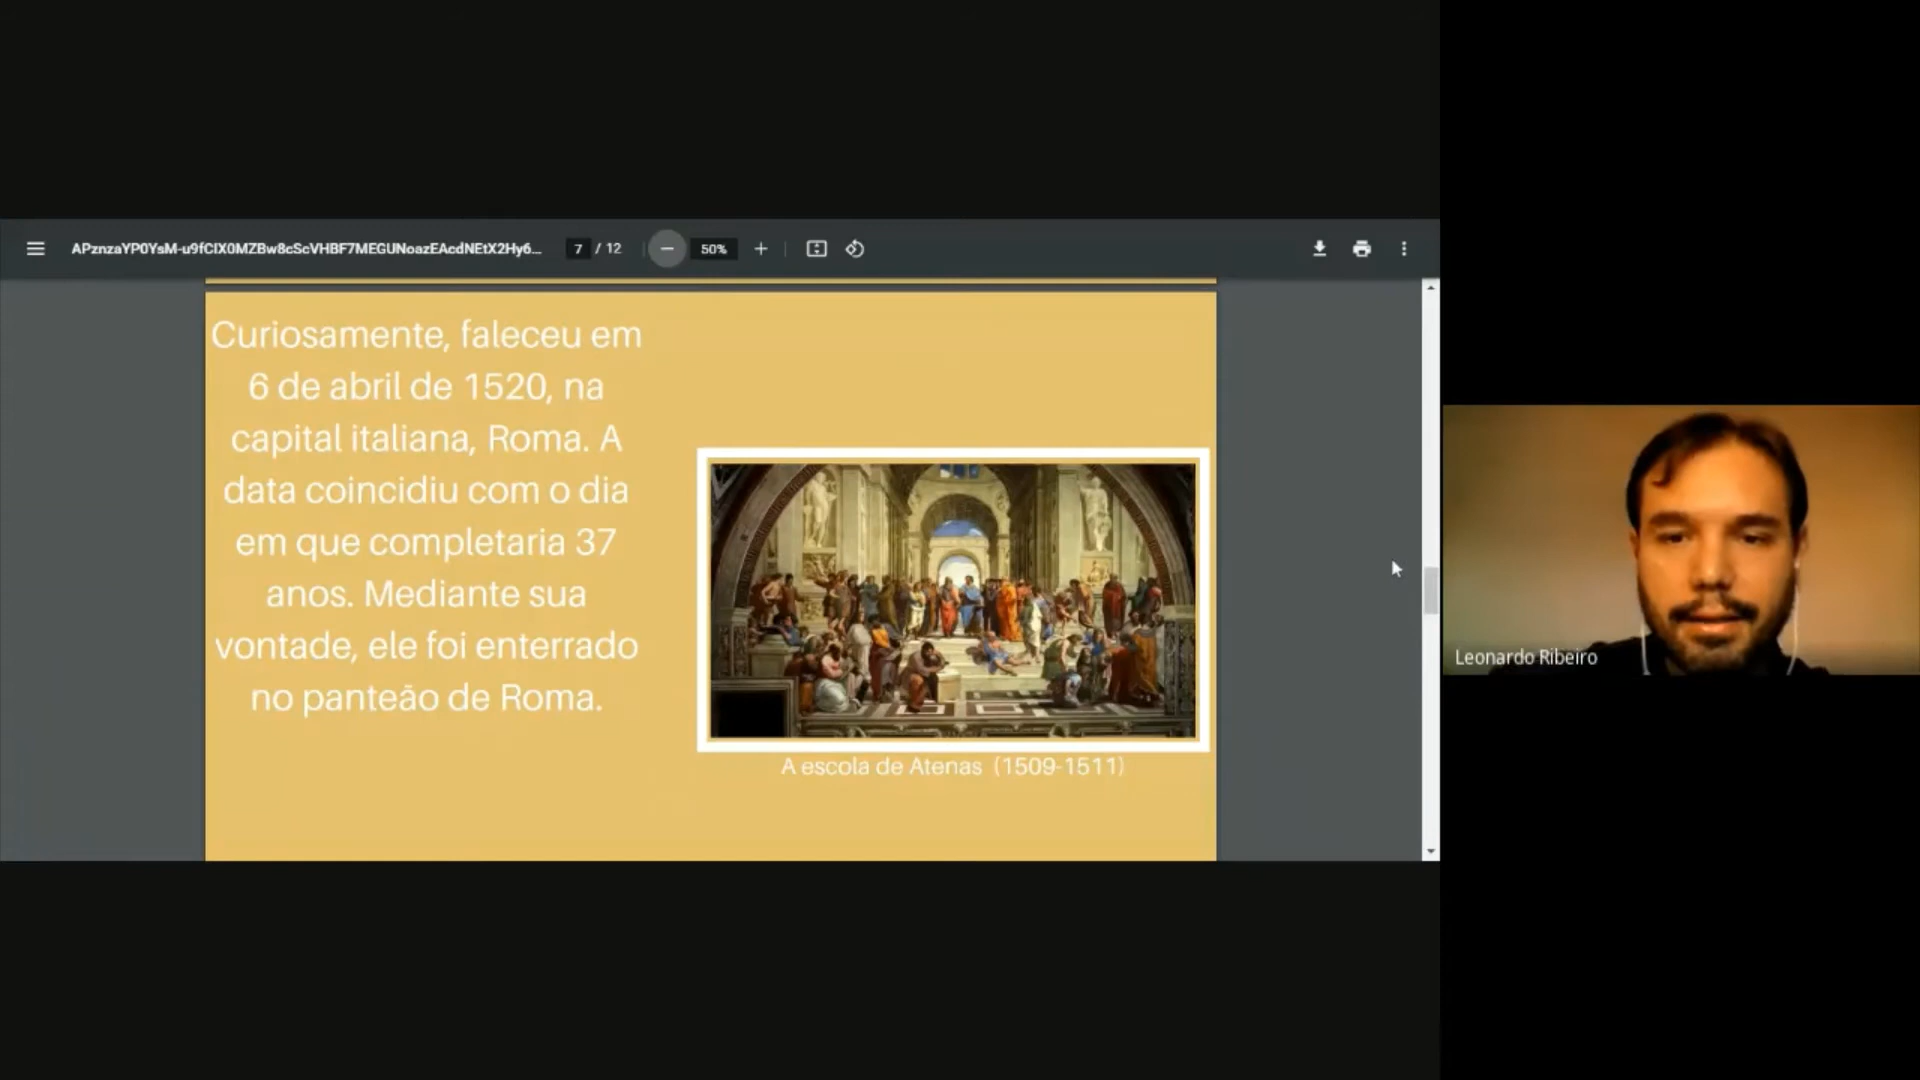 APznzaYP0YsM-u9fClX0MZBw8cScVHBF7MEGUNoazEAcdNEtX2Hy6...
7 / 12
50%
Curiosamente, faleceu em
6 de abril de 1520, na
capital italiana, Roma. A
data coincidiu com o dia
em que completaria 37
anos. Mediante sua
vontade, ele foi enterrado
no panteão de Roma.
A escola de Atenas (1509-1511)
Leonardo Ribeiro